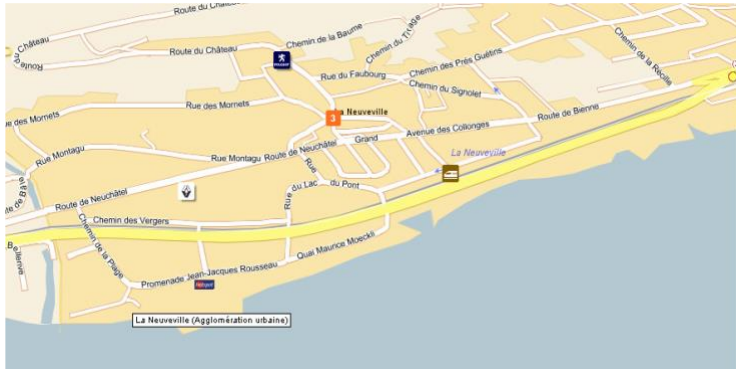 Route du Château
Chemin de la Baume
Château
Route
Route du Château
Chemin du
Chemin des Prés Guëtins
Chemin de la Récille
Rue du Faubourg
Chemin du Signolet
Rue des Mornets
La Neuveville
3
Route de Bienne
Rue des Mornets
Grand
Avenue des Collonges
Rue Montagu
Rue Montagu
Route de Neuchâtel
La Neuveville
Rue
du Lac
du Pont
Rue
Route de Neuchâtel
Chemin des Vergers
Bellerive
Chemin de la Plage
Quai Maurice Moeckli
Promenade Jean-Jacques Rousseau
La Neuveville (Agglomération urbaine)